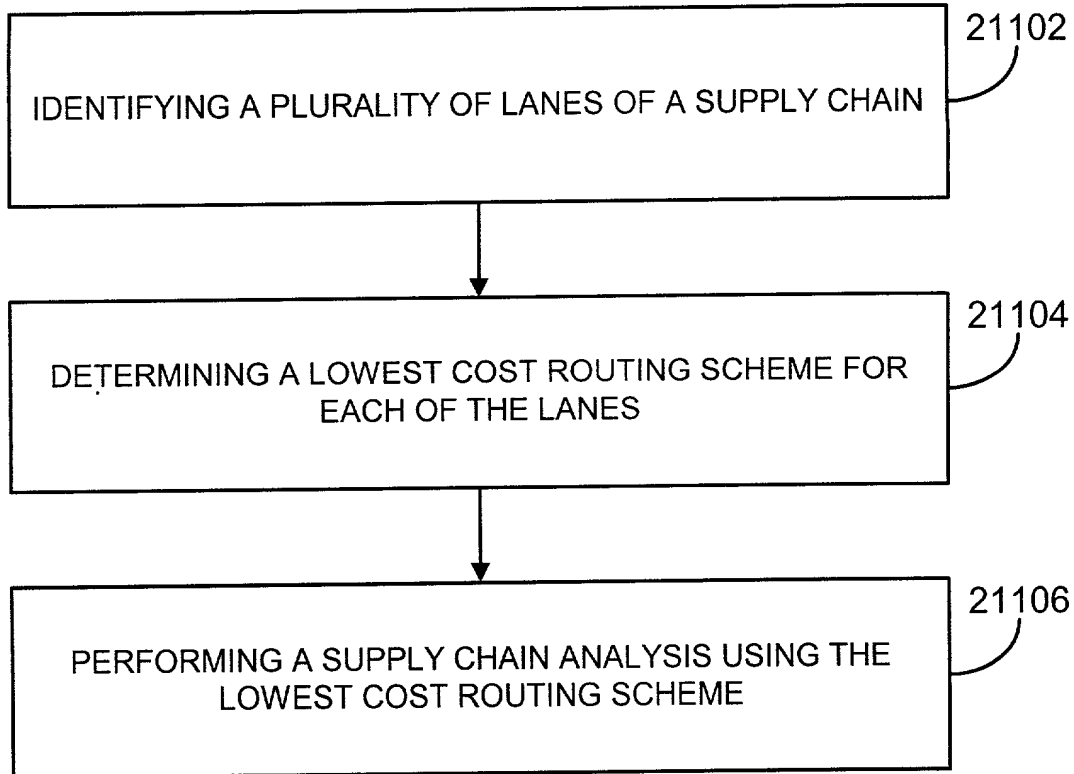 21102
IDENTIFYING A PLURALITY OF LANES OF A SUPPLY CHAIN
21104
DETERMINING A LOWEST COST ROUTING SCHEME FOR
EACH OF THE LANES
21106
PERFORMING A SUPPLY CHAIN ANALYSIS USING THE
LOWEST COST ROUTING SCHEME